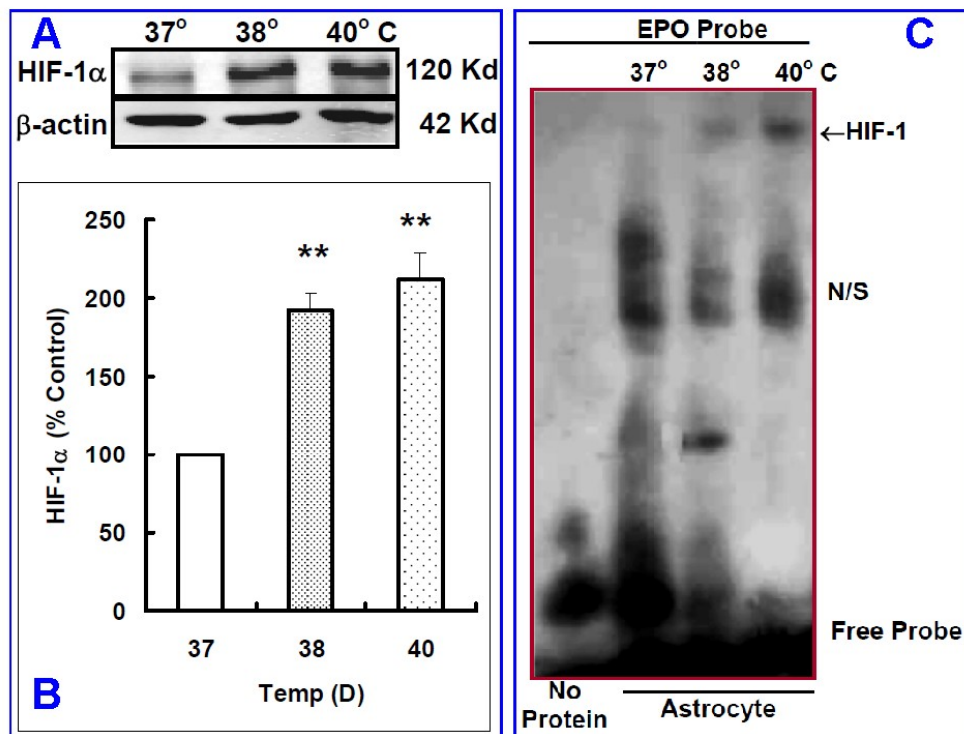 A
37° 38° 40° C
HIF-1α 120 Kd
β-actin 42 Kd
250
200
150
100
50
0
HIF-1α (% Control)
**
**
37 38 40
Temp (D)
B
C
EPO Probe
37° 38° 40° C
←HIF-1
N/S
Free Probe
No
Protein
Astrocyte